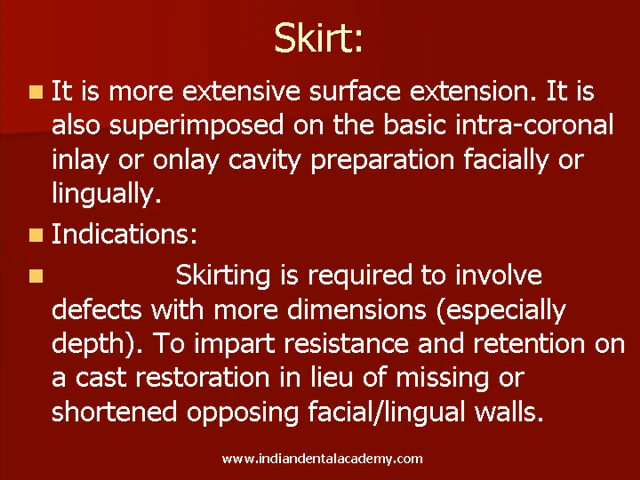 Skirt:
It is more extensive surface extension. It is
also superimposed on the basic intra-coronal
inlay or onlay cavity preparation facially or
lingually.
Indications:
Skirting is required to involve
defects with more dimensions (especially
depth). To impart resistance and retention on
a cast restoration in lieu of missing or
shortened opposing facial/lingual walls.
www.indiandentalacademy.com